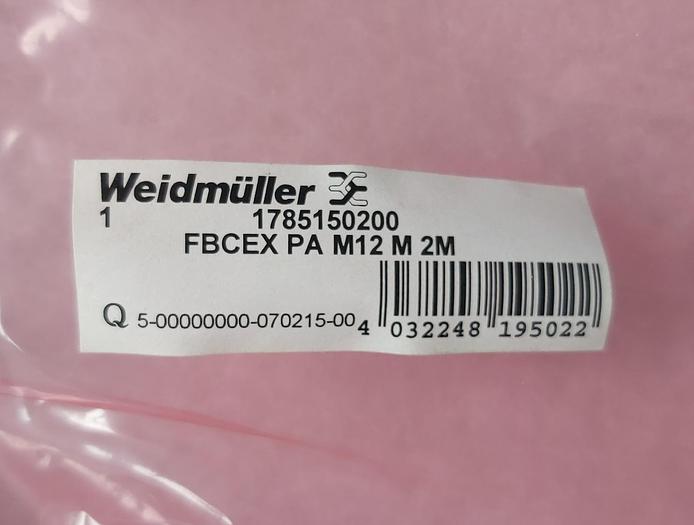 Weidmüller
1 1785150200
FBCEX PA M12 M 2M
Q 5-00000000-070215-00
4 032248 195022